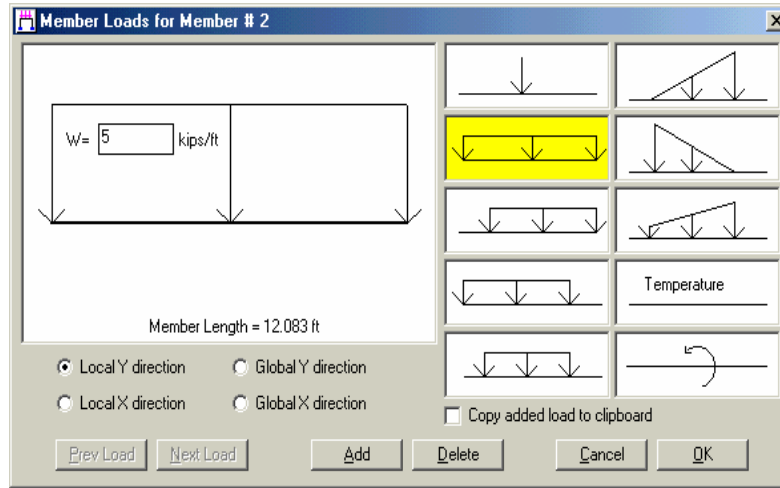 Member Loads for Member # 2
W= 5 kips/ft
Member Length = 12.083 ft
Temperature
Local Y direction
Global Y direction
Local X direction
Global X direction
Copy added load to clipboard
Prev Load
Next Load
Add
Delete
Cancel
OK